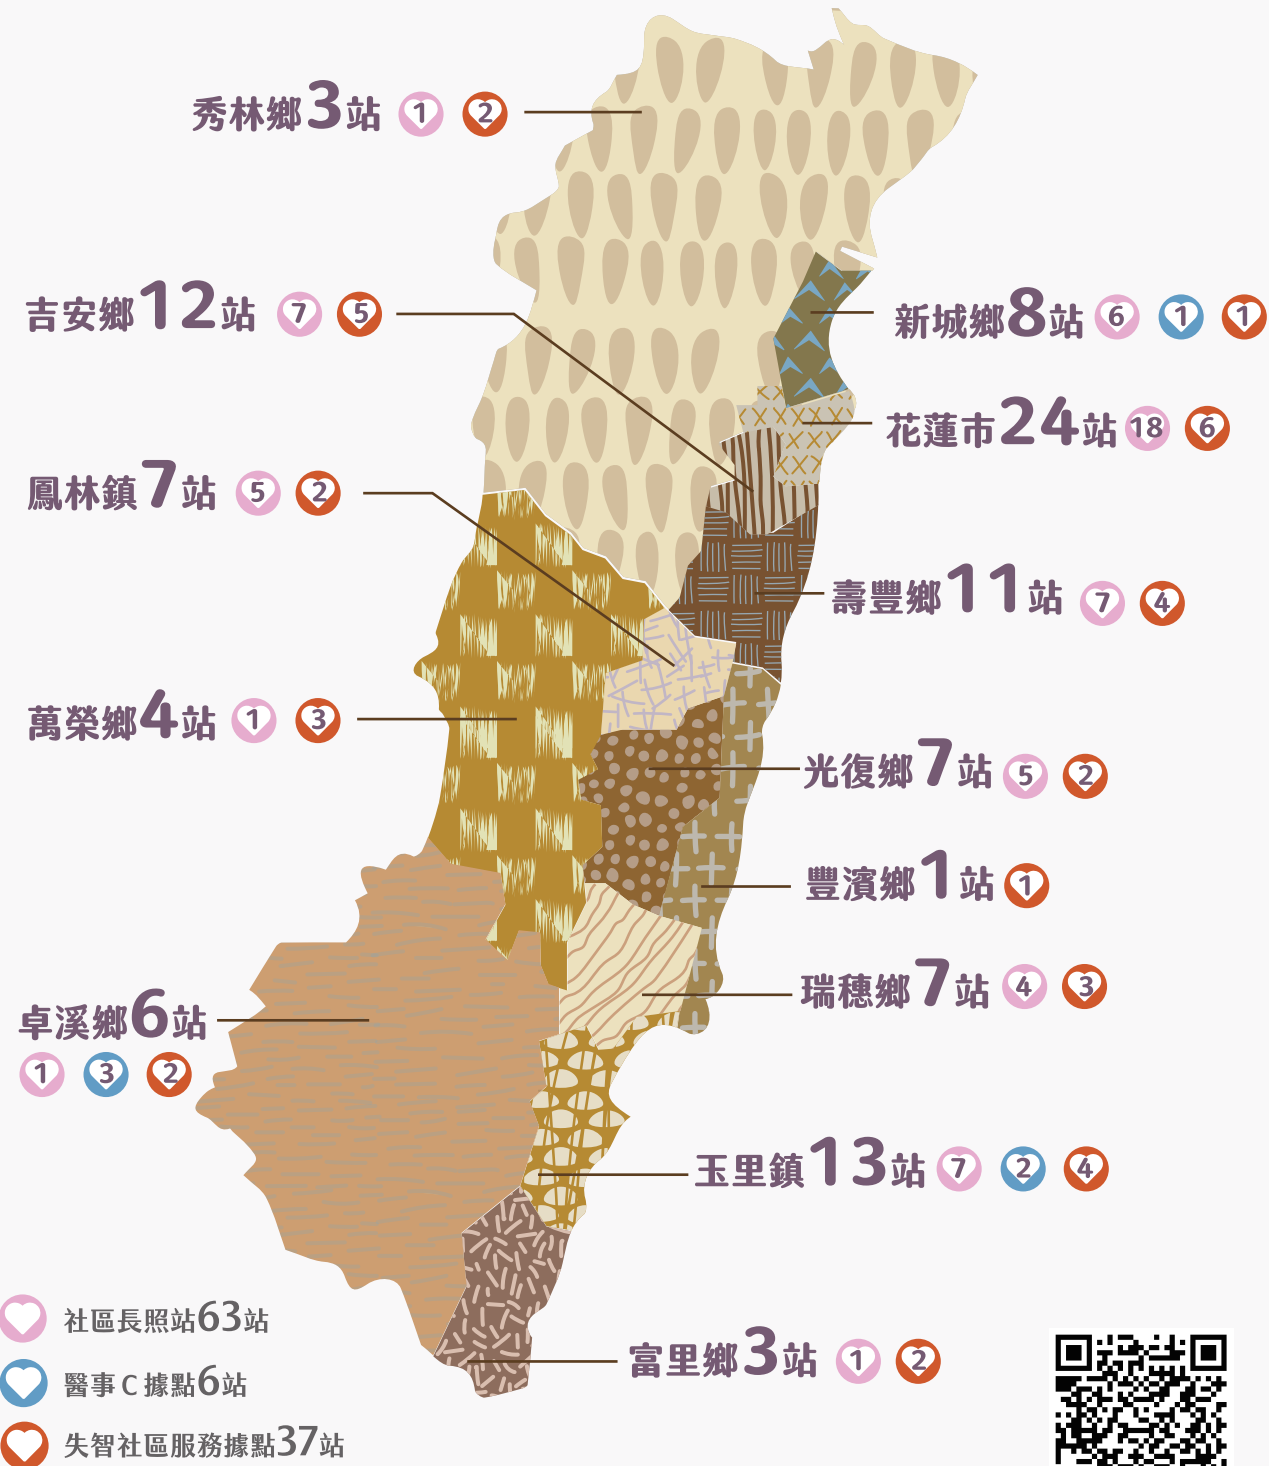 秀林鄉3站 1 2
吉安鄉12站 7 5
新城鄉8站 6 1 1
花蓮市24站 18 6
鳳林鎮7站 5 2
壽豐鄉11站 7 4
萬榮鄉4站 1 3
光復鄉7站 5 2
豐濱鄉1站 1
瑞穗鄉7站 4 3
卓溪鄉6站
1 3 2
玉里鎮13站 7 2 4
富里鄉3站 1 2
社區長照站63站
醫事C據點6站
失智社區服務據點37站